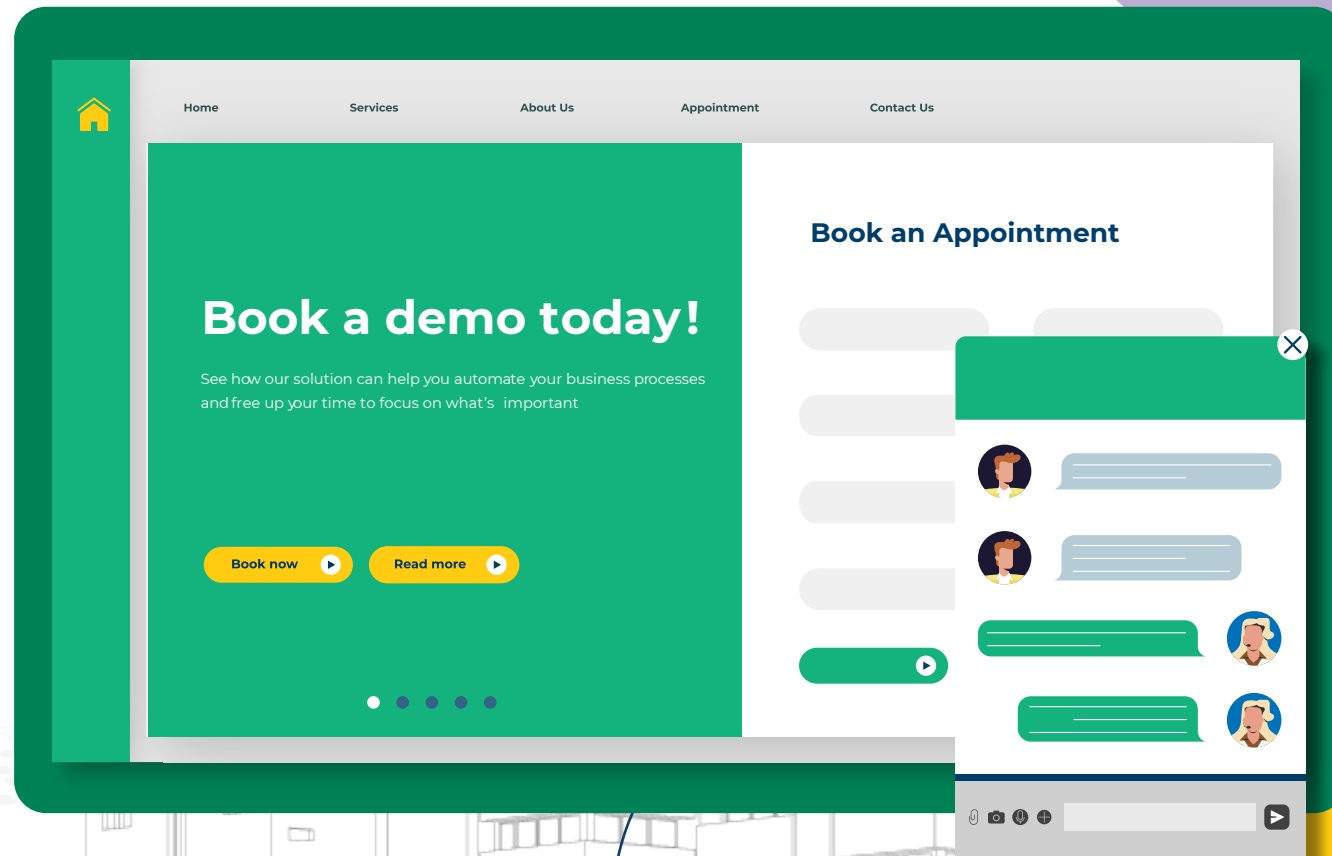 Home Services About Us Appointment Contact Us
Book an Appointment
Book a demo today!
See how our solution can help you automate your business processes
and free up your time to focus on what's important
Book now Read more